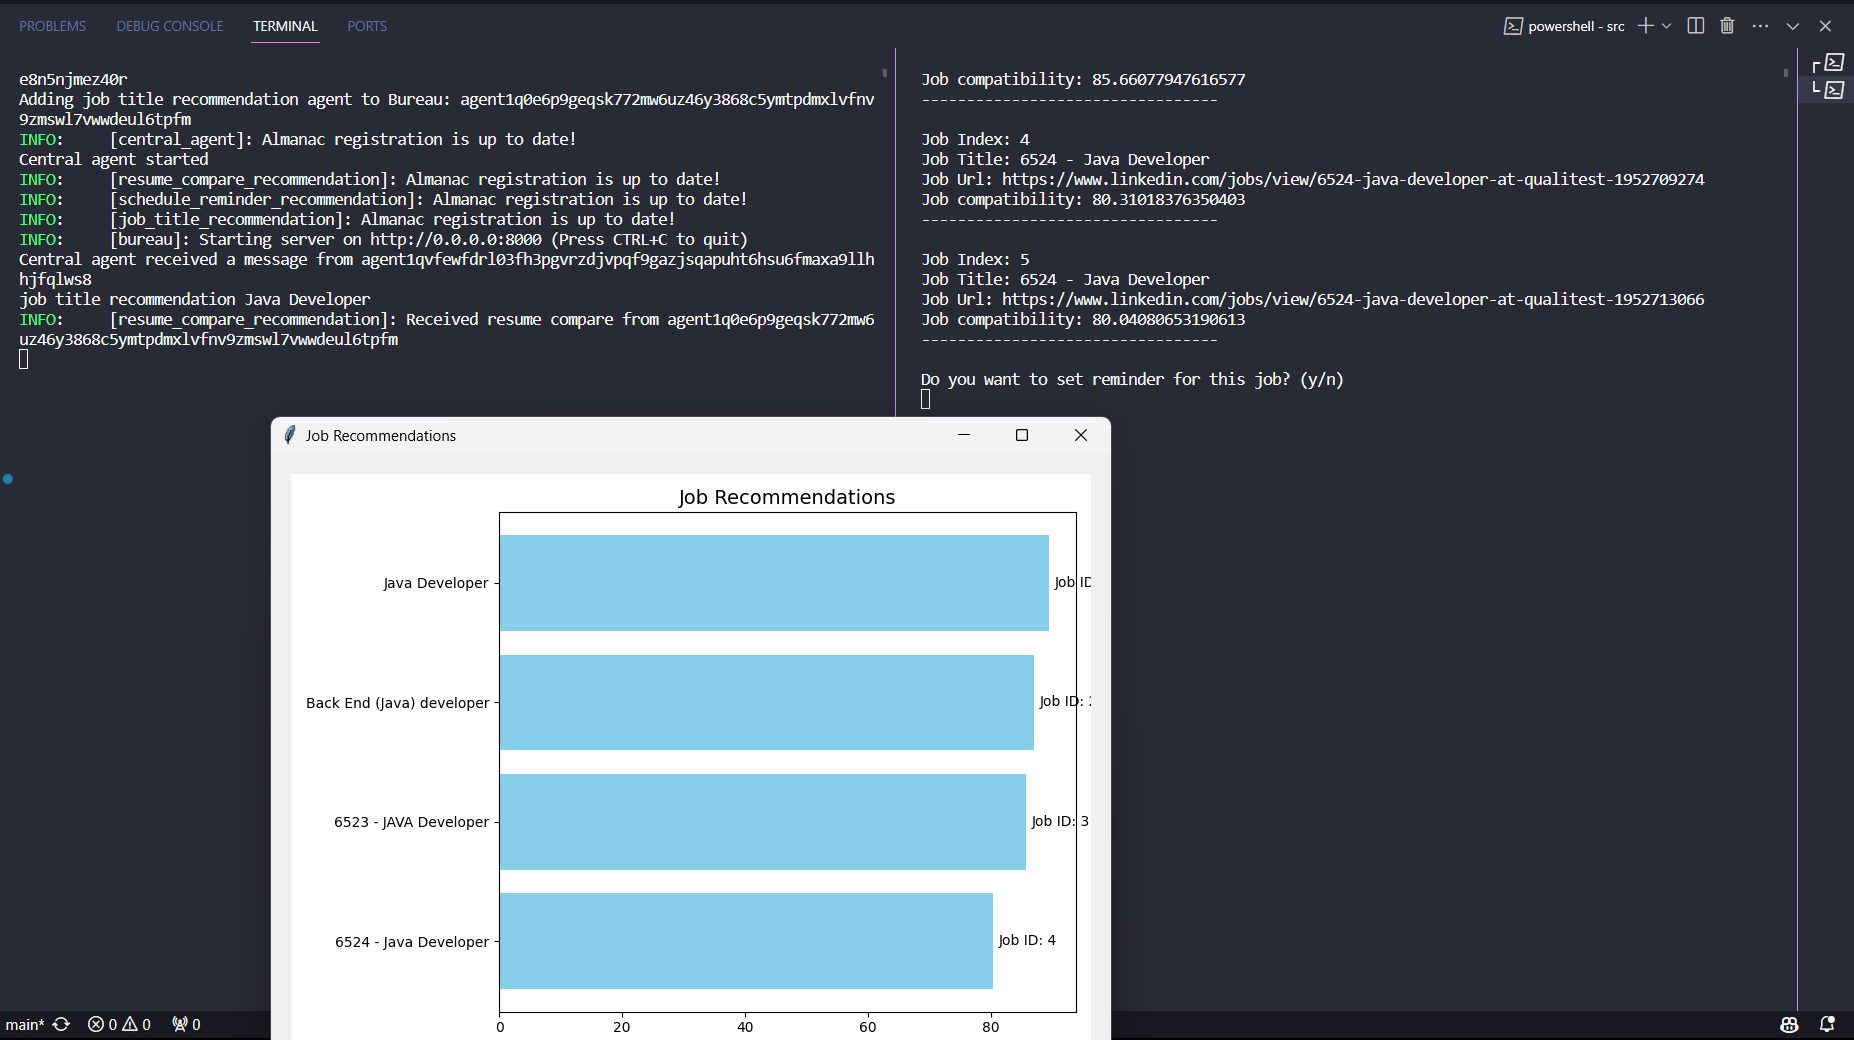 PROBLEMS DEBUG CONSOLE TERMINAL PORTS
powershell - src
e8n5njmez40r
Adding job title recommendation agent to Bureau: agent1q0e6p9geqsk772mw6uz46y3868c5ymtpdmxlvfnv
9zmswl7vwwdeul6tpfm
INFO: [central_agent]: Almanac registration is up to date!
Central agent started
INFO: [resume_compare_recommendation]: Almanac registration is up to date!
INFO: [schedule_reminder_recommendation]: Almanac registration is up to date!
INFO: [job_title_recommendation]: Almanac registration is up to date!
INFO: [bureau]: Starting server on http://0.0.0.0:8000 (Press CTRL+C to quit)
Central agent received a message from agent1qvfewfdrl03fh3pgvrzdjvpqf9gazjsqapuht6hsu6fmaxa9llh
hjfqlws8
job title recommendation Java Developer
INFO: [resume_compare_recommendation]: Received resume compare from agent1q0e6p9geqsk772mw6
uz46y3868c5ymtpdmxlvfnv9zmswl7vwwdeul6tpfm
Job compatibility: 85.66077947616577
---------------------------------
Job Index: 4
Job Title: 6524 - Java Developer
Job Url: https://www.linkedin.com/jobs/view/6524-java-developer-at-qualitest-1952709274
Job compatibility: 80.31018376350403
---------------------------------
Job Index: 5
Job Title: 6524 - Java Developer
Job Url: https://www.linkedin.com/jobs/view/6524-java-developer-at-qualitest-1952713066
Job compatibility: 80.04080653190613
---------------------------------
Do you want to set reminder for this job? (y/n)
Job Recommendations
Job Recommendations
Java Developer
Job ID
Back End (Java) developer
Job ID:
6523 - JAVA Developer
Job ID: 3
6524 - Java Developer
Job ID: 4
0 20 40 60 80
main* 0 0 0